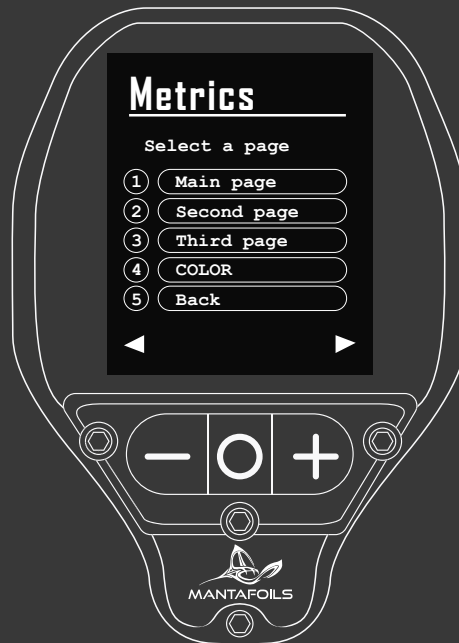 Metrics
Select a page
1 Main page
2 Second page
3 Third page
4 COLOR
5 Back
MANTAFOILS